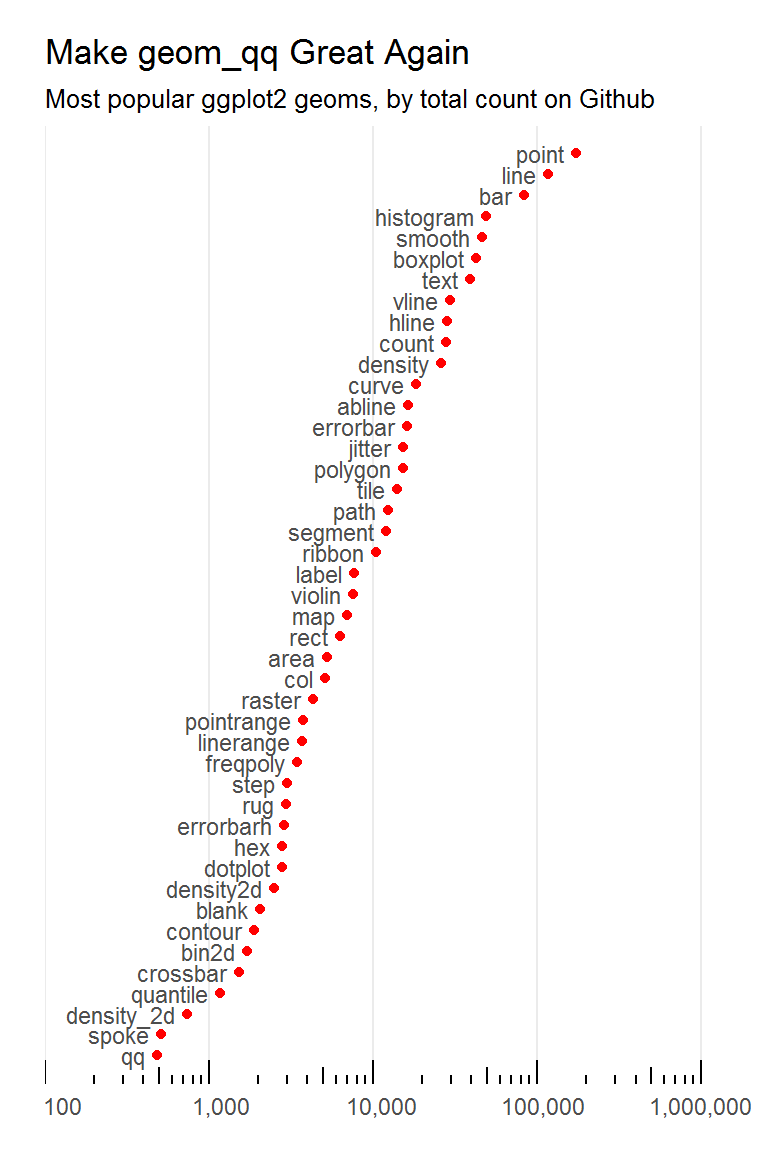 Make geom_qq Great Again
Most popular ggplot2 geoms, by total count on Github
point
line
bar
histogram
smooth
boxplot
text
vline
hline
count
density
curve
abline
errorbar
jitter
polygon
tile
path
segment
ribbon
label
violin
map
rect
area
col
raster
pointrange
linerange
freqpoly
step
rug
errorbarh
hex
dotplot
density2d
blank
contour
bin2d
crossbar
quantile
density_2d
spoke
qq
100 1,000 10,000 100,000 1,000,000